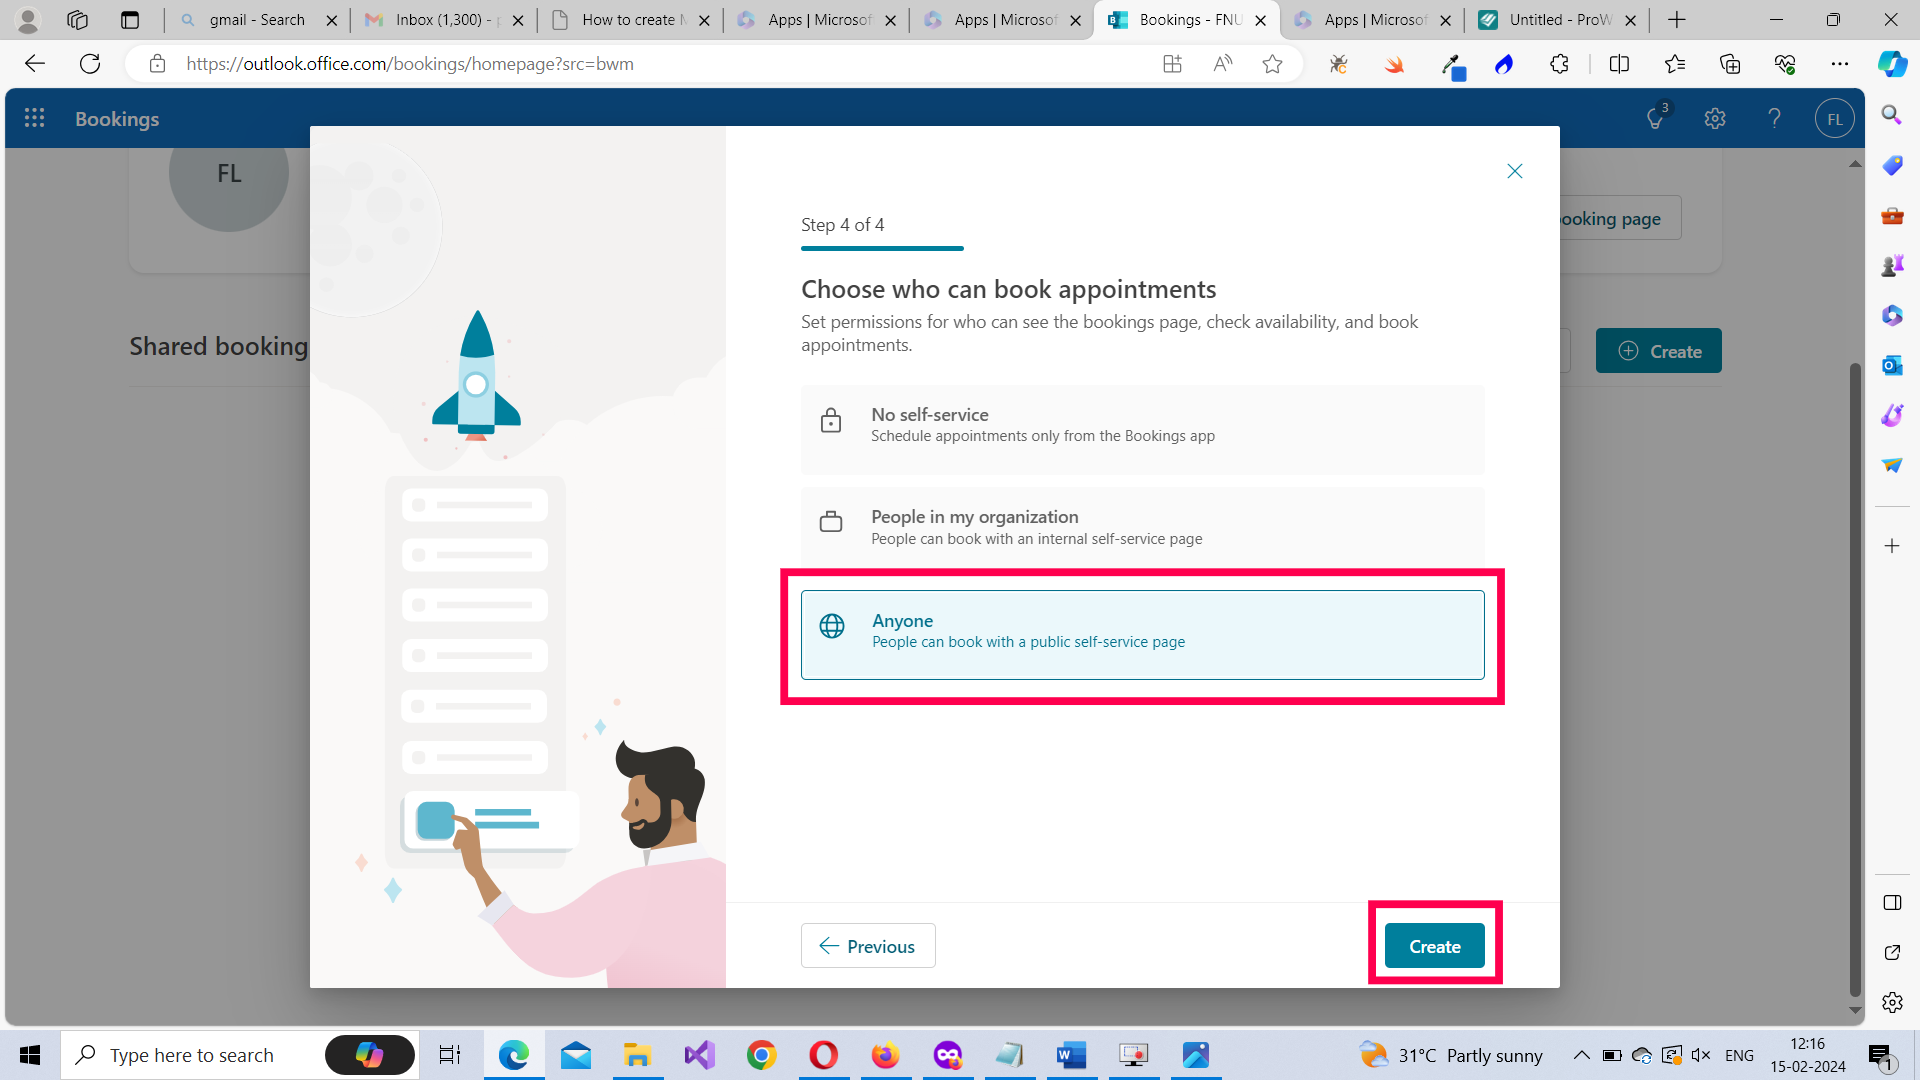 gmail - Search
Inbox (1,300) -
How to create
Apps | Microsof
Apps | Microsof
Bookings - FNU
Apps | Microsof
Untitled - ProW
https://outlook.office.com/bookings/homepage?src=bwm
Bookings
3
FL
FL
ooking page
Shared booking
Create
Step 4 of 4
Choose who can book appointments
Set permissions for who can see the bookings page, check availability, and book
appointments.
No self-service
Schedule appointments only from the Bookings app
People in my organization
People can book with an internal self-service page
Anyone
People can book with a public self-service page
Previous
Create
Type here to search
31°C Partly sunny
ENG
12:16
15-02-2024
1